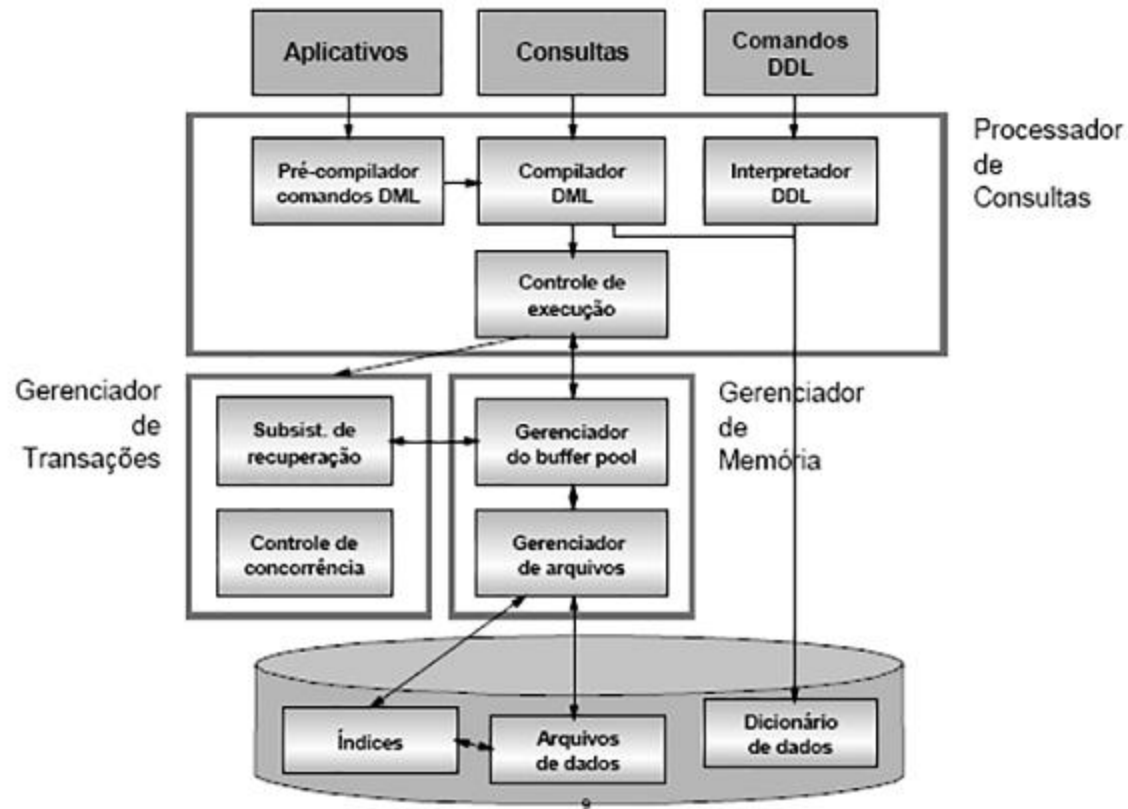 Aplicativos
Consultas
Comandos
DDL
Processador
de
Consultas
Pré-compilador
comandos DML
Compilador
DML
Interpretador
DDL
Controle de
execução
Gerenciador
de
Transações
Gerenciador
de
Memória
Subsist. de
recuperação
Gerenciador
do buffer pool
Controle de
concorrência
Gerenciador
de arquivos
Índices
Arquivos
de dados
Dicionário
de dados
9